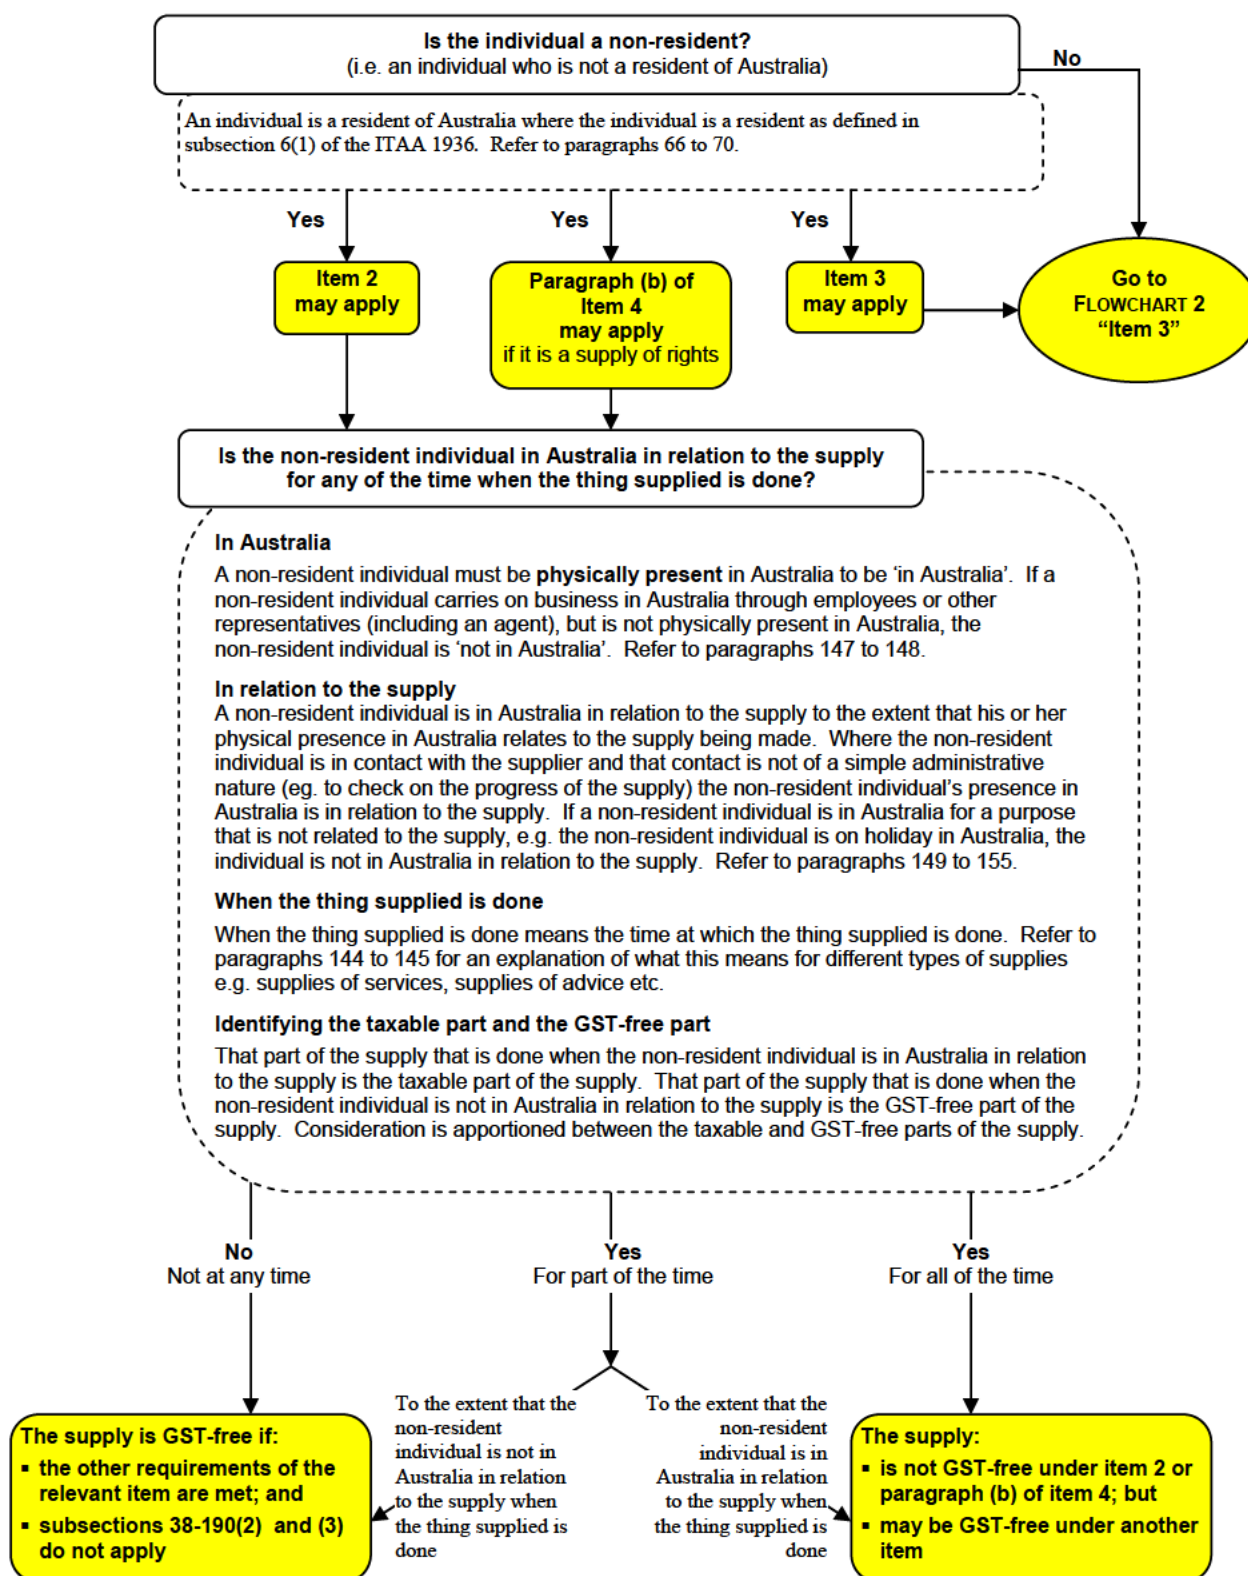 Is the individual a non-resident?
(i.e. an individual who is not a resident of Australia)
No
An individual is a resident of Australia where the individual is a resident as defined in
subsection 6(1) of the ITAA 1936. Refer to paragraphs 66 to 70.
Yes
Yes
Yes
Item 2
may apply
Paragraph (b) of
Item 4
may apply
if it is a supply of rights
Item 3
may apply
Go to
FLOWCHART 2
“Item 3”
Is the non-resident individual in Australia in relation to the supply
for any of the time when the thing supplied is done?
In Australia
A non-resident individual must be physically present in Australia to be ‘in Australia’. If a
non-resident individual carries on business in Australia through employees or other
representatives (including an agent), but is not physically present in Australia, the
non-resident individual is ‘not in Australia’. Refer to paragraphs 147 to 148.
In relation to the supply
A non-resident individual is in Australia in relation to the supply to the extent that his or her
physical presence in Australia relates to the supply being made. Where the non-resident
individual is in contact with the supplier and that contact is not of a simple administrative
nature (eg. to check on the progress of the supply) the non-resident individual’s presence in
Australia is in relation to the supply. If a non-resident individual is in Australia for a purpose
that is not related to the supply, e.g. the non-resident individual is on holiday in Australia, the
individual is not in Australia in relation to the supply. Refer to paragraphs 149 to 155.
When the thing supplied is done
When the thing supplied is done means the time at which the thing supplied is done. Refer to
paragraphs 144 to 145 for an explanation of what this means for different types of supplies
e.g. supplies of services, supplies of advice etc.
Identifying the taxable part and the GST-free part
That part of the supply that is done when the non-resident individual is in Australia in relation
to the supply is the taxable part of the supply. That part of the supply that is done when the
non-resident individual is not in Australia in relation to the supply is the GST-free part of the
supply. Consideration is apportioned between the taxable and GST-free parts of the supply.
No
Not at any time
Yes
For part of the time
Yes
For all of the time
The supply is GST-free if:
▪ the other requirements of the
relevant item are met; and
▪ subsections 38-190(2) and (3)
do not apply
To the extent that the
non-resident
individual is not in
Australia in relation
to the supply when
the thing supplied is
done
To the extent that the
non-resident
individual is in
Australia in relation
to the supply when
the thing supplied is
done
The supply:
▪ is not GST-free under item 2 or
paragraph (b) of item 4; but
▪ may be GST-free under another
item